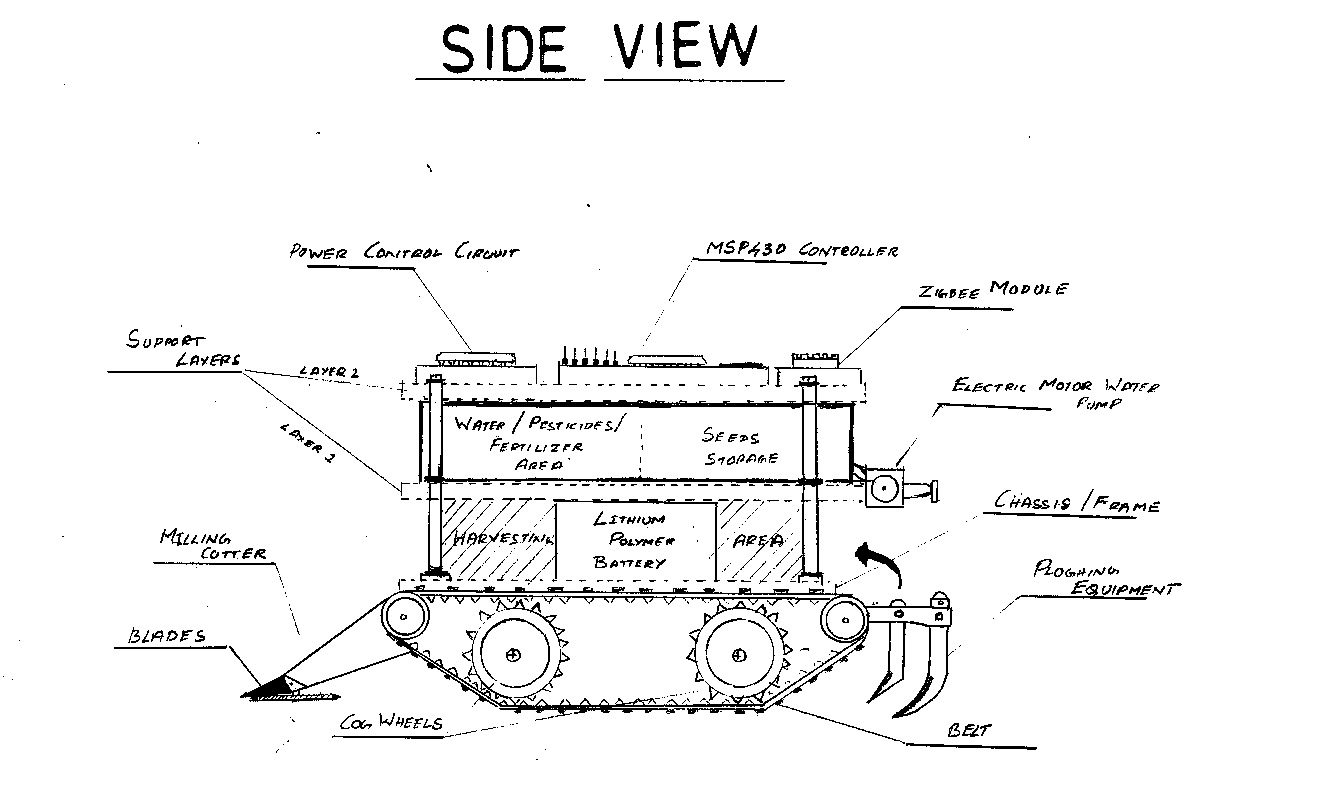 SIDE VIEW
POWER CONTROL CIRCUIT
MSP430 CONTROLLER
ZIGBEE MODULE
SUPPORT
LAYERS
LAYER 2
LAYER 1
ELECTRIC MOTOR WATER
PUMP
WATER / PESTICIDES /
FERTILIZER
AREA
SEEDS
STORAGE
CHASSIS / FRAME
HARVESTING
LITHIUM
POLYMER
BATTERY
AREA
MILLING
CUTTER
PLOGHING
EQUIPMENT
BLADES
COG WHEELS
BELT